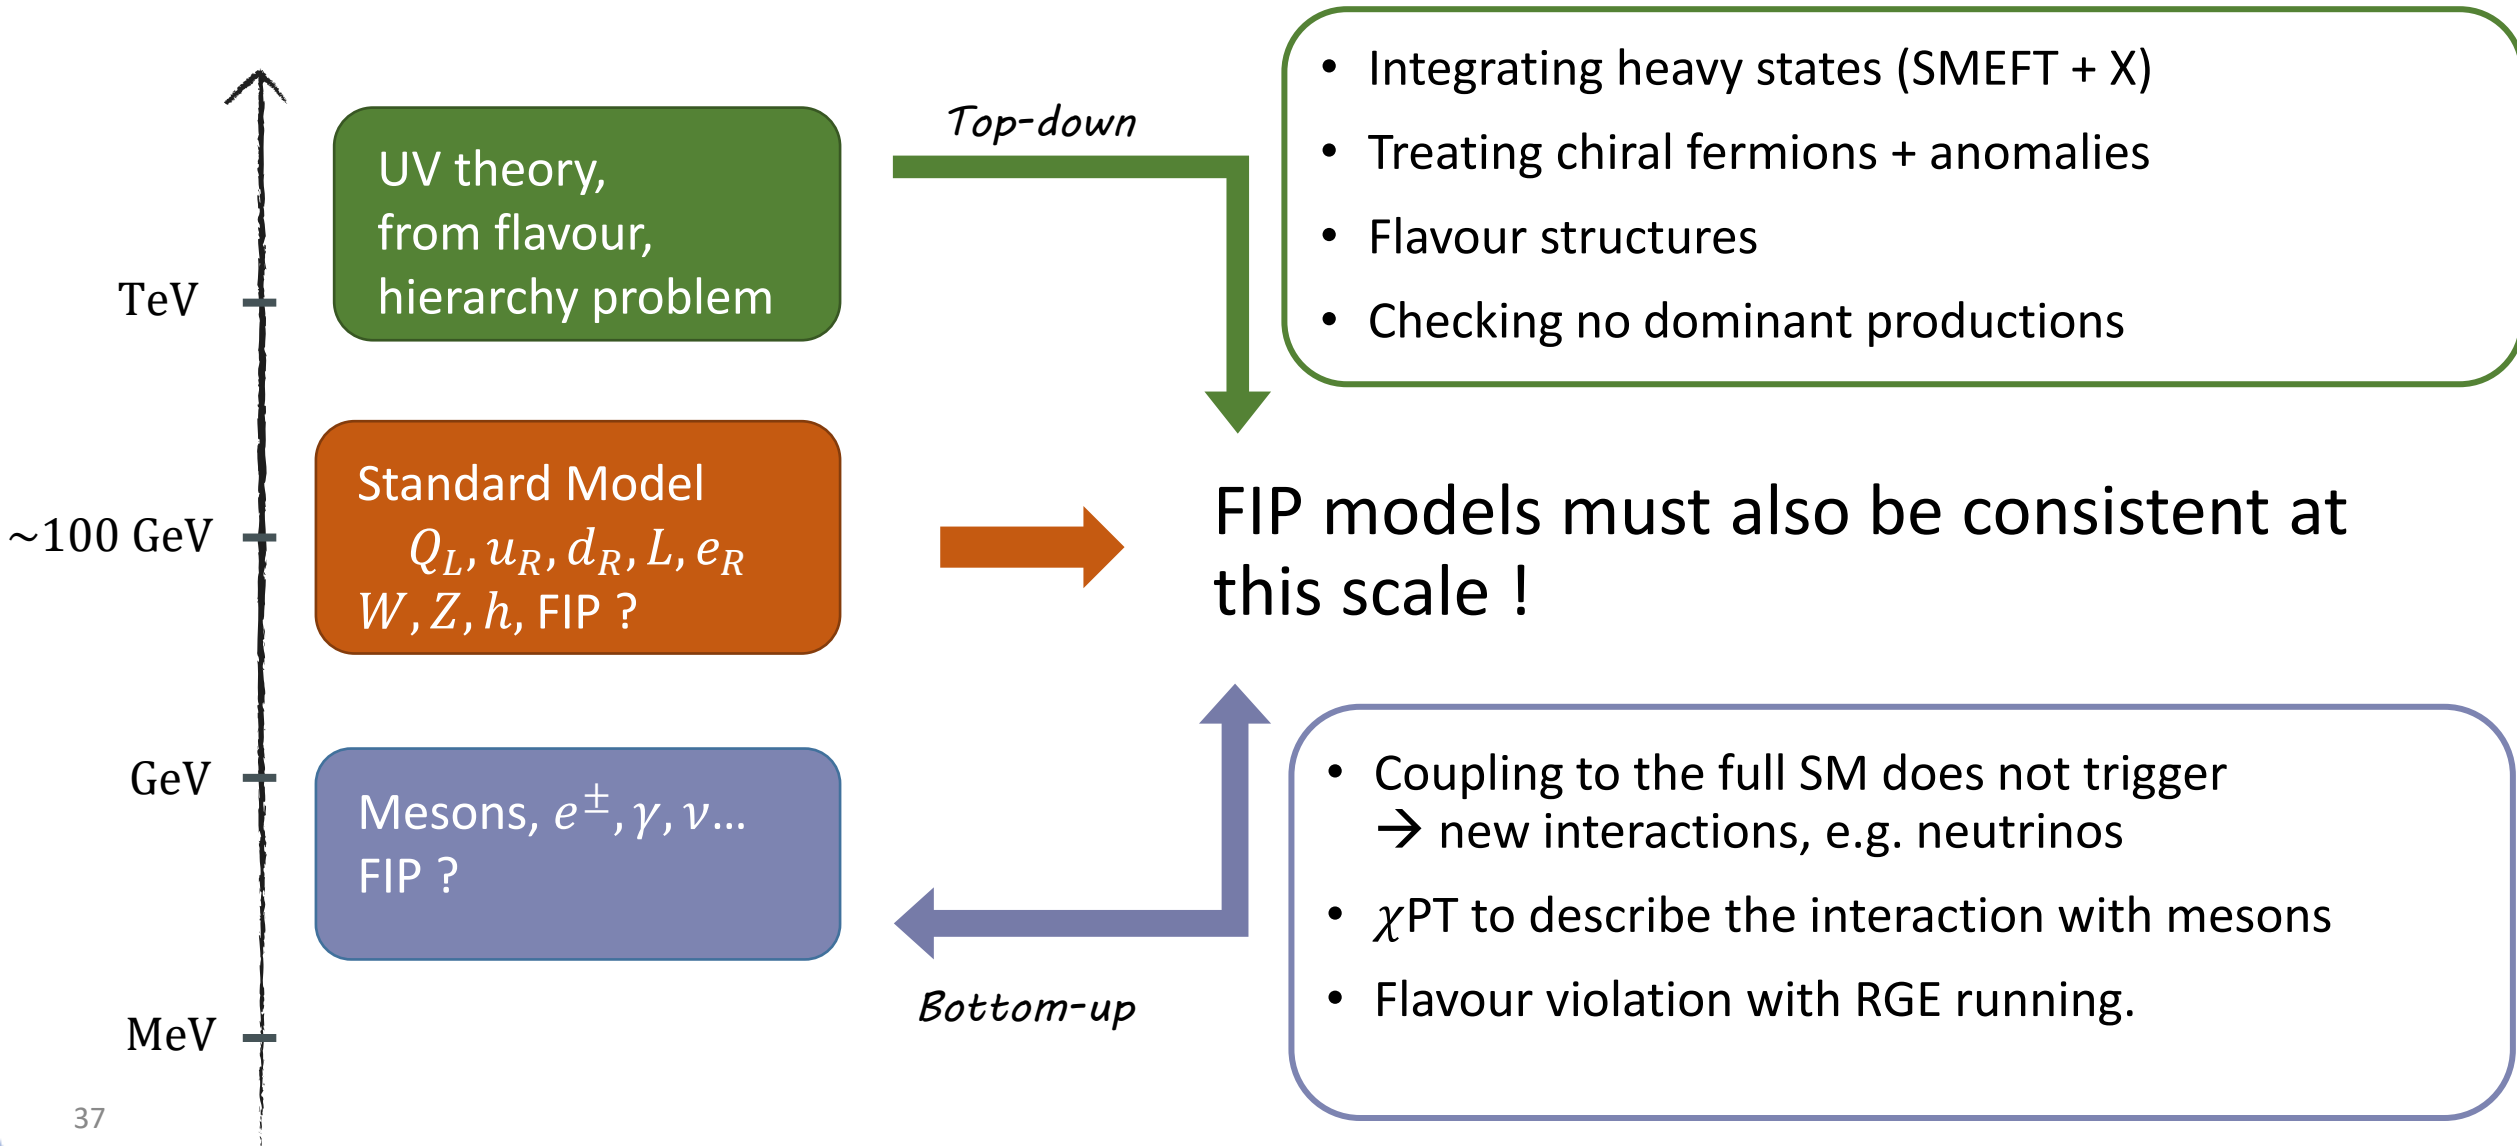 Top-down
UV theory,
from flavour,
hierarchy problem
• Integrating heavy states (SMEFT + X)
• Treating chiral fermions + anomalies
• Flavour structures
• Checking no dominant productions
TeV
Standard Model
Q_L, u_R, d_R, L, e_R
W, Z, h, FIP ?
~100 GeV
FIP models must also be consistent at
this scale !
GeV
Mesons, e^±, γ, ν...
FIP ?
• Coupling to the full SM does not trigger
→ new interactions, e.g. neutrinos
• χPT to describe the interaction with mesons
• Flavour violation with RGE running.
Bottom-up
MeV
37